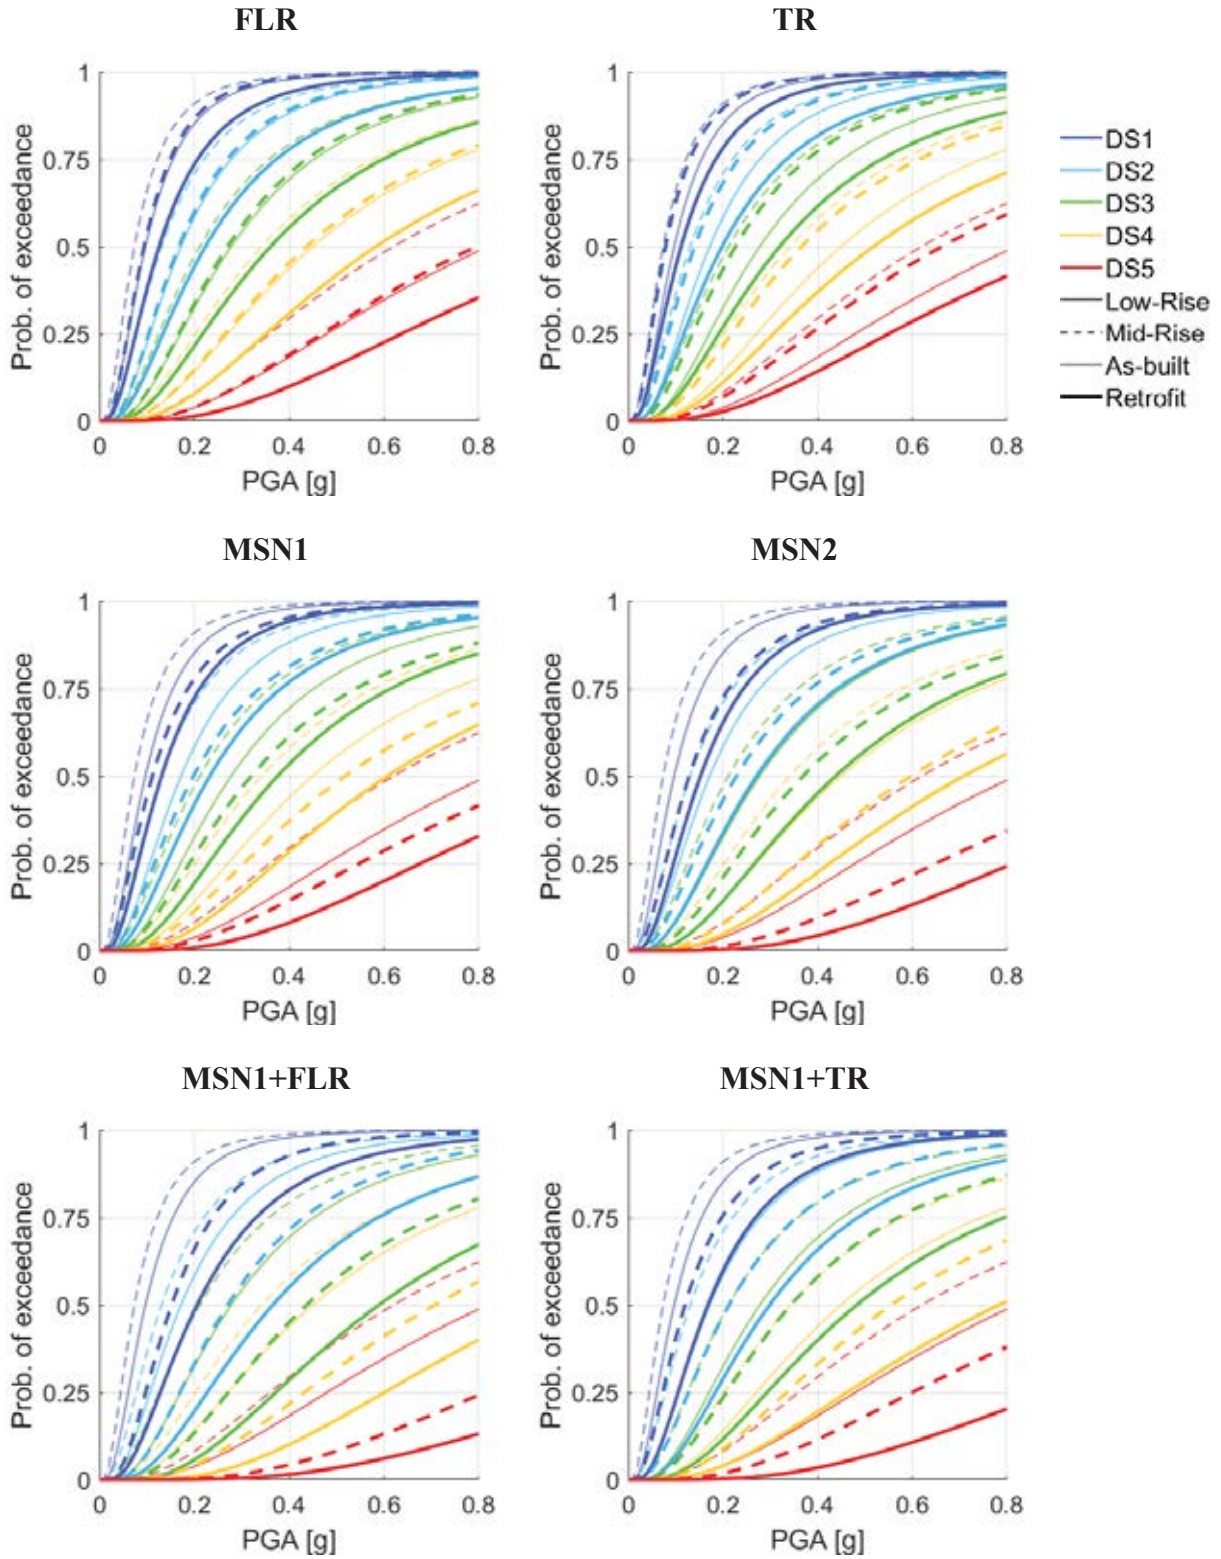 FLR
TR
1
0.75
0.5
0.25
0
0
0.2
0.4
0.6
0.8
Prob. of exceedance
PGA [g]
1
0.75
0.5
0.25
0
0
0.2
0.4
0.6
0.8
Prob. of exceedance
PGA [g]
DS1
DS2
DS3
DS4
DS5
Low-Rise
Mid-Rise
As-built
Retrofit
MSN1
MSN2
1
0.75
0.5
0.25
0
0
0.2
0.4
0.6
0.8
Prob. of exceedance
PGA [g]
1
0.75
0.5
0.25
0
0
0.2
0.4
0.6
0.8
Prob. of exceedance
PGA [g]
MSN1+FLR
MSN1+TR
1
0.75
0.5
0.25
0
0
0.2
0.4
0.6
0.8
Prob. of exceedance
PGA [g]
1
0.75
0.5
0.25
0
0
0.2
0.4
0.6
0.8
Prob. of exceedance
PGA [g]